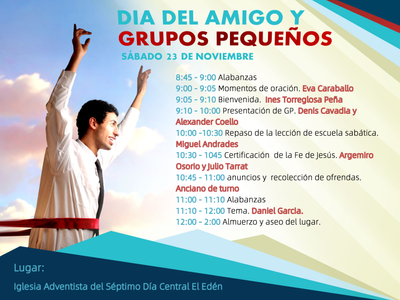 DIA DEL AMIGO Y
GRUPOS PEQUEÑOS
SÁBADO 23 DE NOVIEMBRE
8:45 – 9:00 Alabanzas
9:00 – 9:05 Momentos de oración. Eva Caraballo
9:05 – 9:10 Bienvenida. Ines Torreglosa Peña
9:10 – 10:00 Presentación de GP. Denis Cavadia y
Alexander Coello
10:00 –10:30 Repaso de la lección de escuela sabática.
Miguel Andrades
10:30 – 1045 Certificación de la Fe de Jesús. Argemiro
Osorio y Julio Tarrat
10:45 – 11:00 anuncios y recolección de ofrendas.
Anciano de turno
11:00 – 11:10 Alabanzas
11:10 – 12:00 Tema. Daniel Garcia.
12:00 – 2:00 Almuerzo y aseo del lugar.
Lugar:
Iglesia Adventista del Séptimo Día Central El Edén